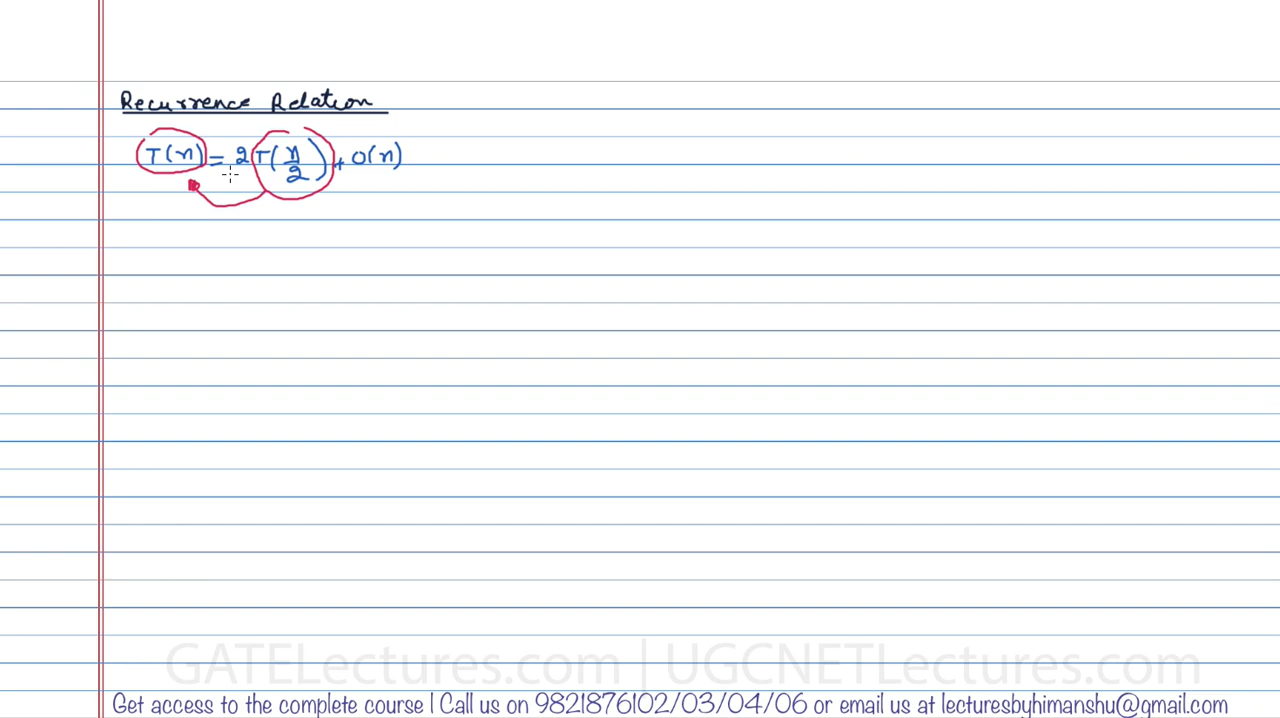 Recurrence Relation
T(n) = 2T(n/2) + O(n)
GATELectures.com | UGCNETLectures.com
Get access to the complete course | Call us on 9821876102/03/04/06 or email us at lecturesbyhimanshu@gmail.com